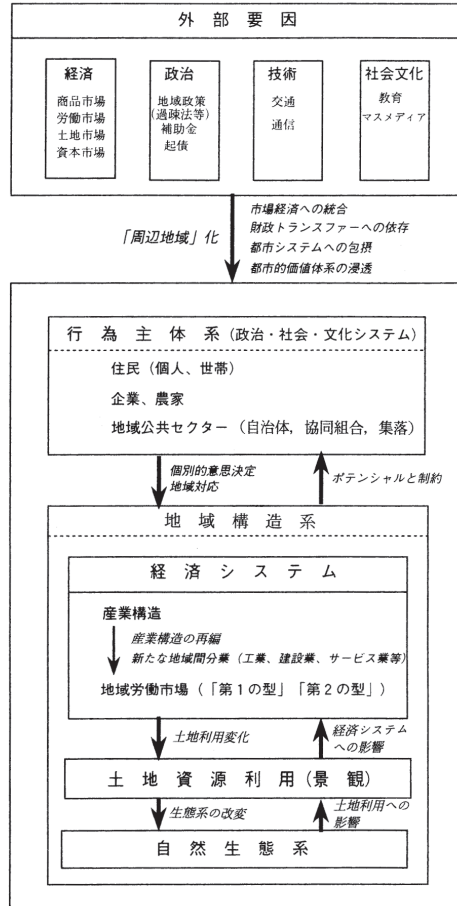 外部要因
経済
商品市場
労働市場
土地市場
資本市場
政治
地域政策
(過疎法等)
補助金
起債
技術
交通
通信
社会文化
教育
マスメディア
「周辺地域」化
市場経済への統合
財政トランスファーへの依存
都市システムへの包摂
都市的価値体系の浸透
行為主体系(政治・社会・文化システム)
住民(個人、世帯)
企業、農家
地域公共セクター(自治体,協同組合,集落)
個別的意思決定
地域対応
ポテンシャルと制約
地域構造系
経済システム
産業構造
産業構造の再編
新たな地域間分業(工業、建設業、サービス業等)
地域労働市場(「第1の型」「第2の型」)
土地利用変化
経済システム
への影響
土地資源利用(景観)
生態系の改変
土地利用への
影響
自然生態系